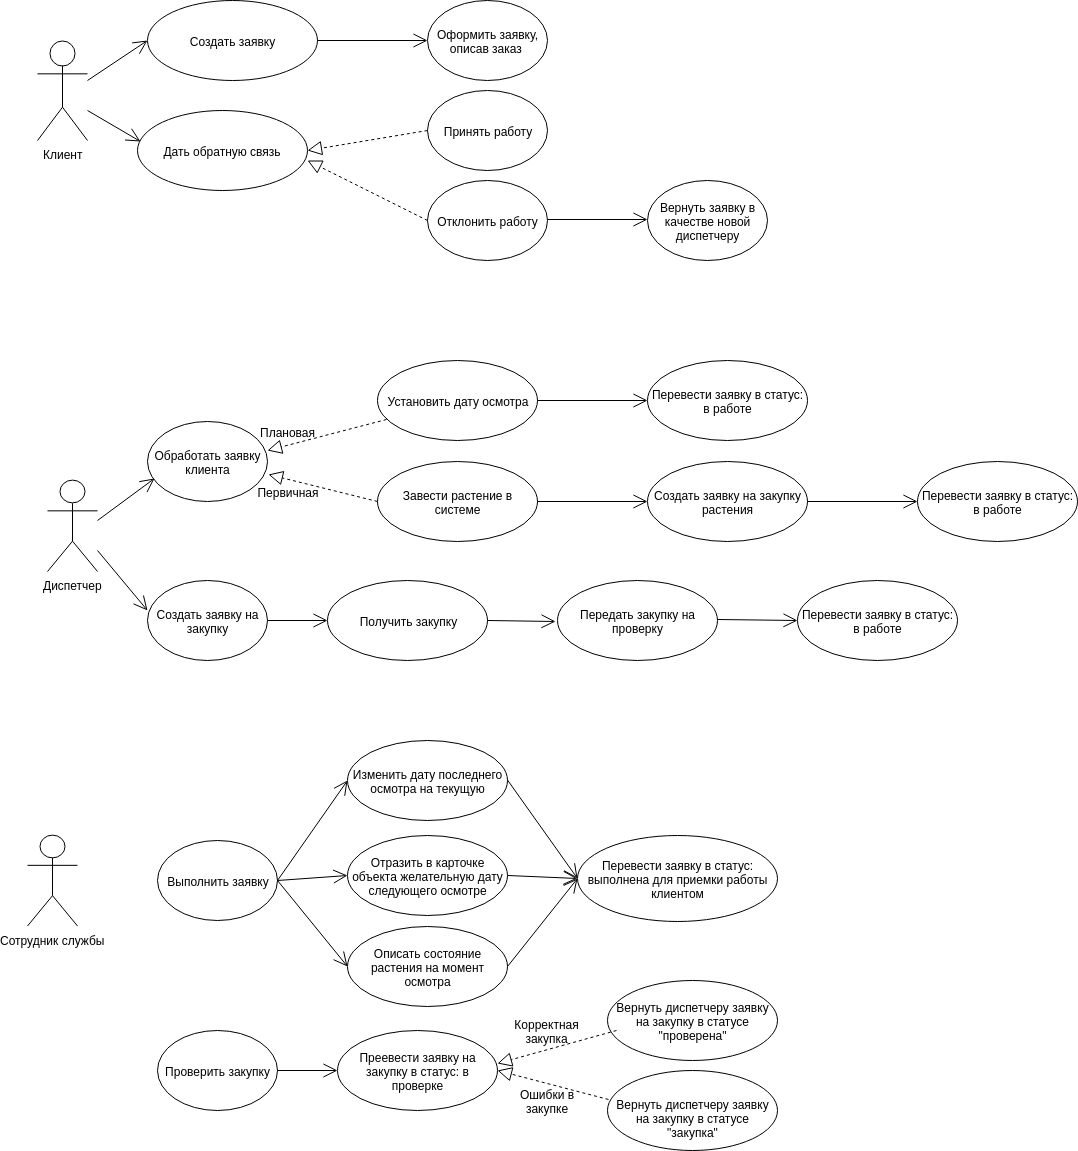 Создать заявку
Оформить заявку,
описав заказ
Клиент
Дать обратную связь
Принять работу
Отклонить работу
Вернуть заявку в
качестве новой
диспетчеру
Установить дату осмотра
Перевести заявку в статус:
в работе
Плановая
Обработать заявку
клиента
Первичная
Завести растение в
системе
Создать заявку на закупку
растения
Перевести заявку в статус:
в работе
Диспетчер
Создать заявку на
закупку
Получить закупку
Передать закупку на
проверку
Перевести заявку в статус:
в работе
Изменить дату последнего
осмотра на текущую
Сотрудник службы
Выполнить заявку
Отразить в карточке
объекта желательную дату
следующего осмотре
Перевести заявку в статус:
выполнена для приемки работы
клиентом
Описать состояние
растения на момент
осмотра
Проверить закупку
Преевести заявку на
закупку в статус: в
проверке
Корректная
закупка
Вернуть диспетчеру заявку
на закупку в статусе
"проверена"
Ошибки в
закупке
Вернуть диспетчеру заявку
на закупку в статусе
"закупка"